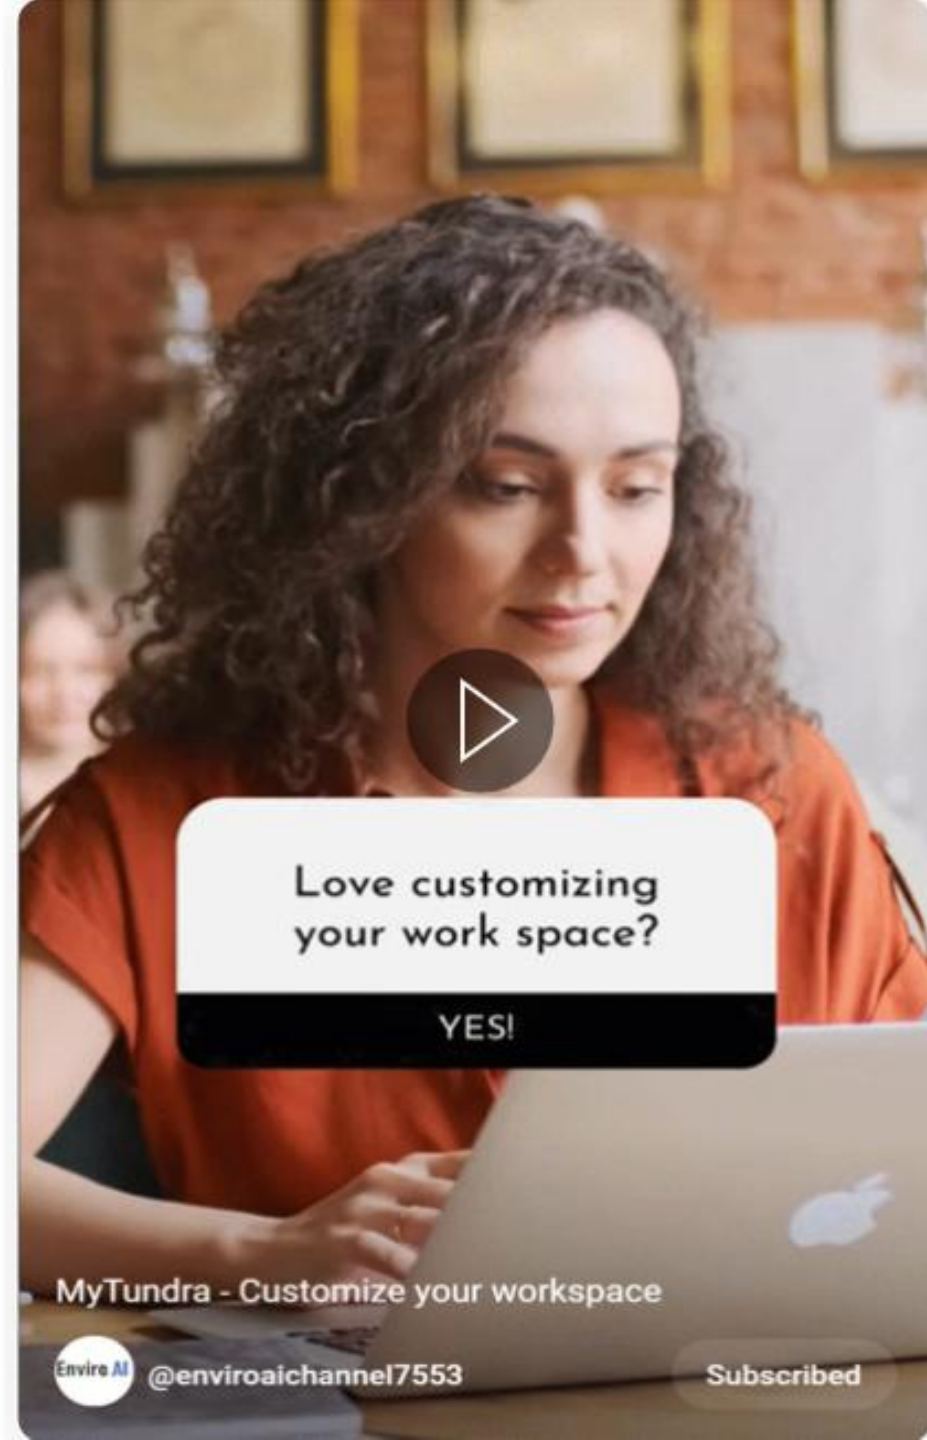 Love customizing
your work space?
YES!
MyTundra - Customize your workspace
Enviro AI
@enviroaichannel7553
Subscribed